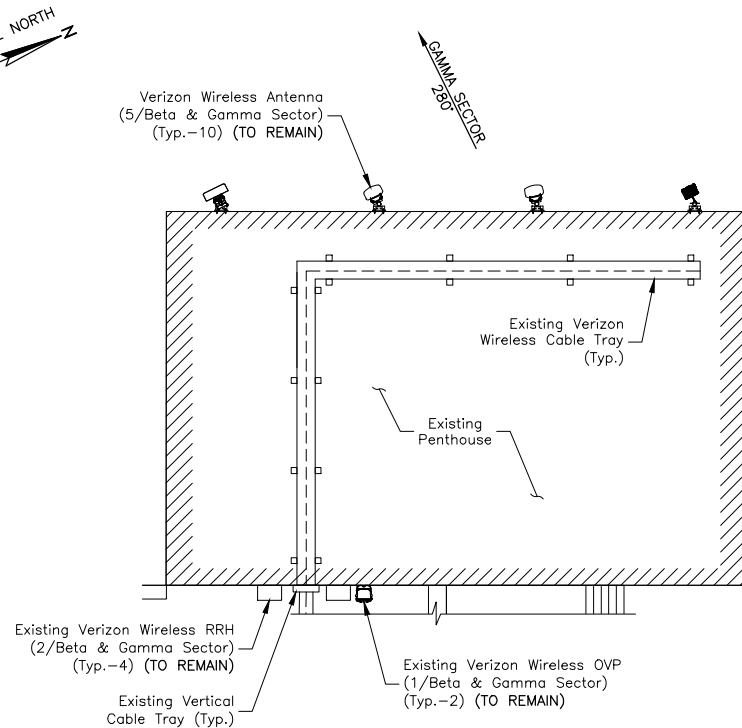 NORTH
N
GAMMA SECTOR
280°
Verizon Wireless Antenna
(5/Beta & Gamma Sector)
(Typ.-10) (TO REMAIN)
Existing Verizon
Wireless Cable Tray
(Typ.)
Existing
Penthouse
Existing Verizon Wireless RRH
(2/Beta & Gamma Sector)
(Typ.-4) (TO REMAIN)
Existing Vertical
Cable Tray (Typ.)
Existing Verizon Wireless OVP
(1/Beta & Gamma Sector)
(Typ.-2) (TO REMAIN)